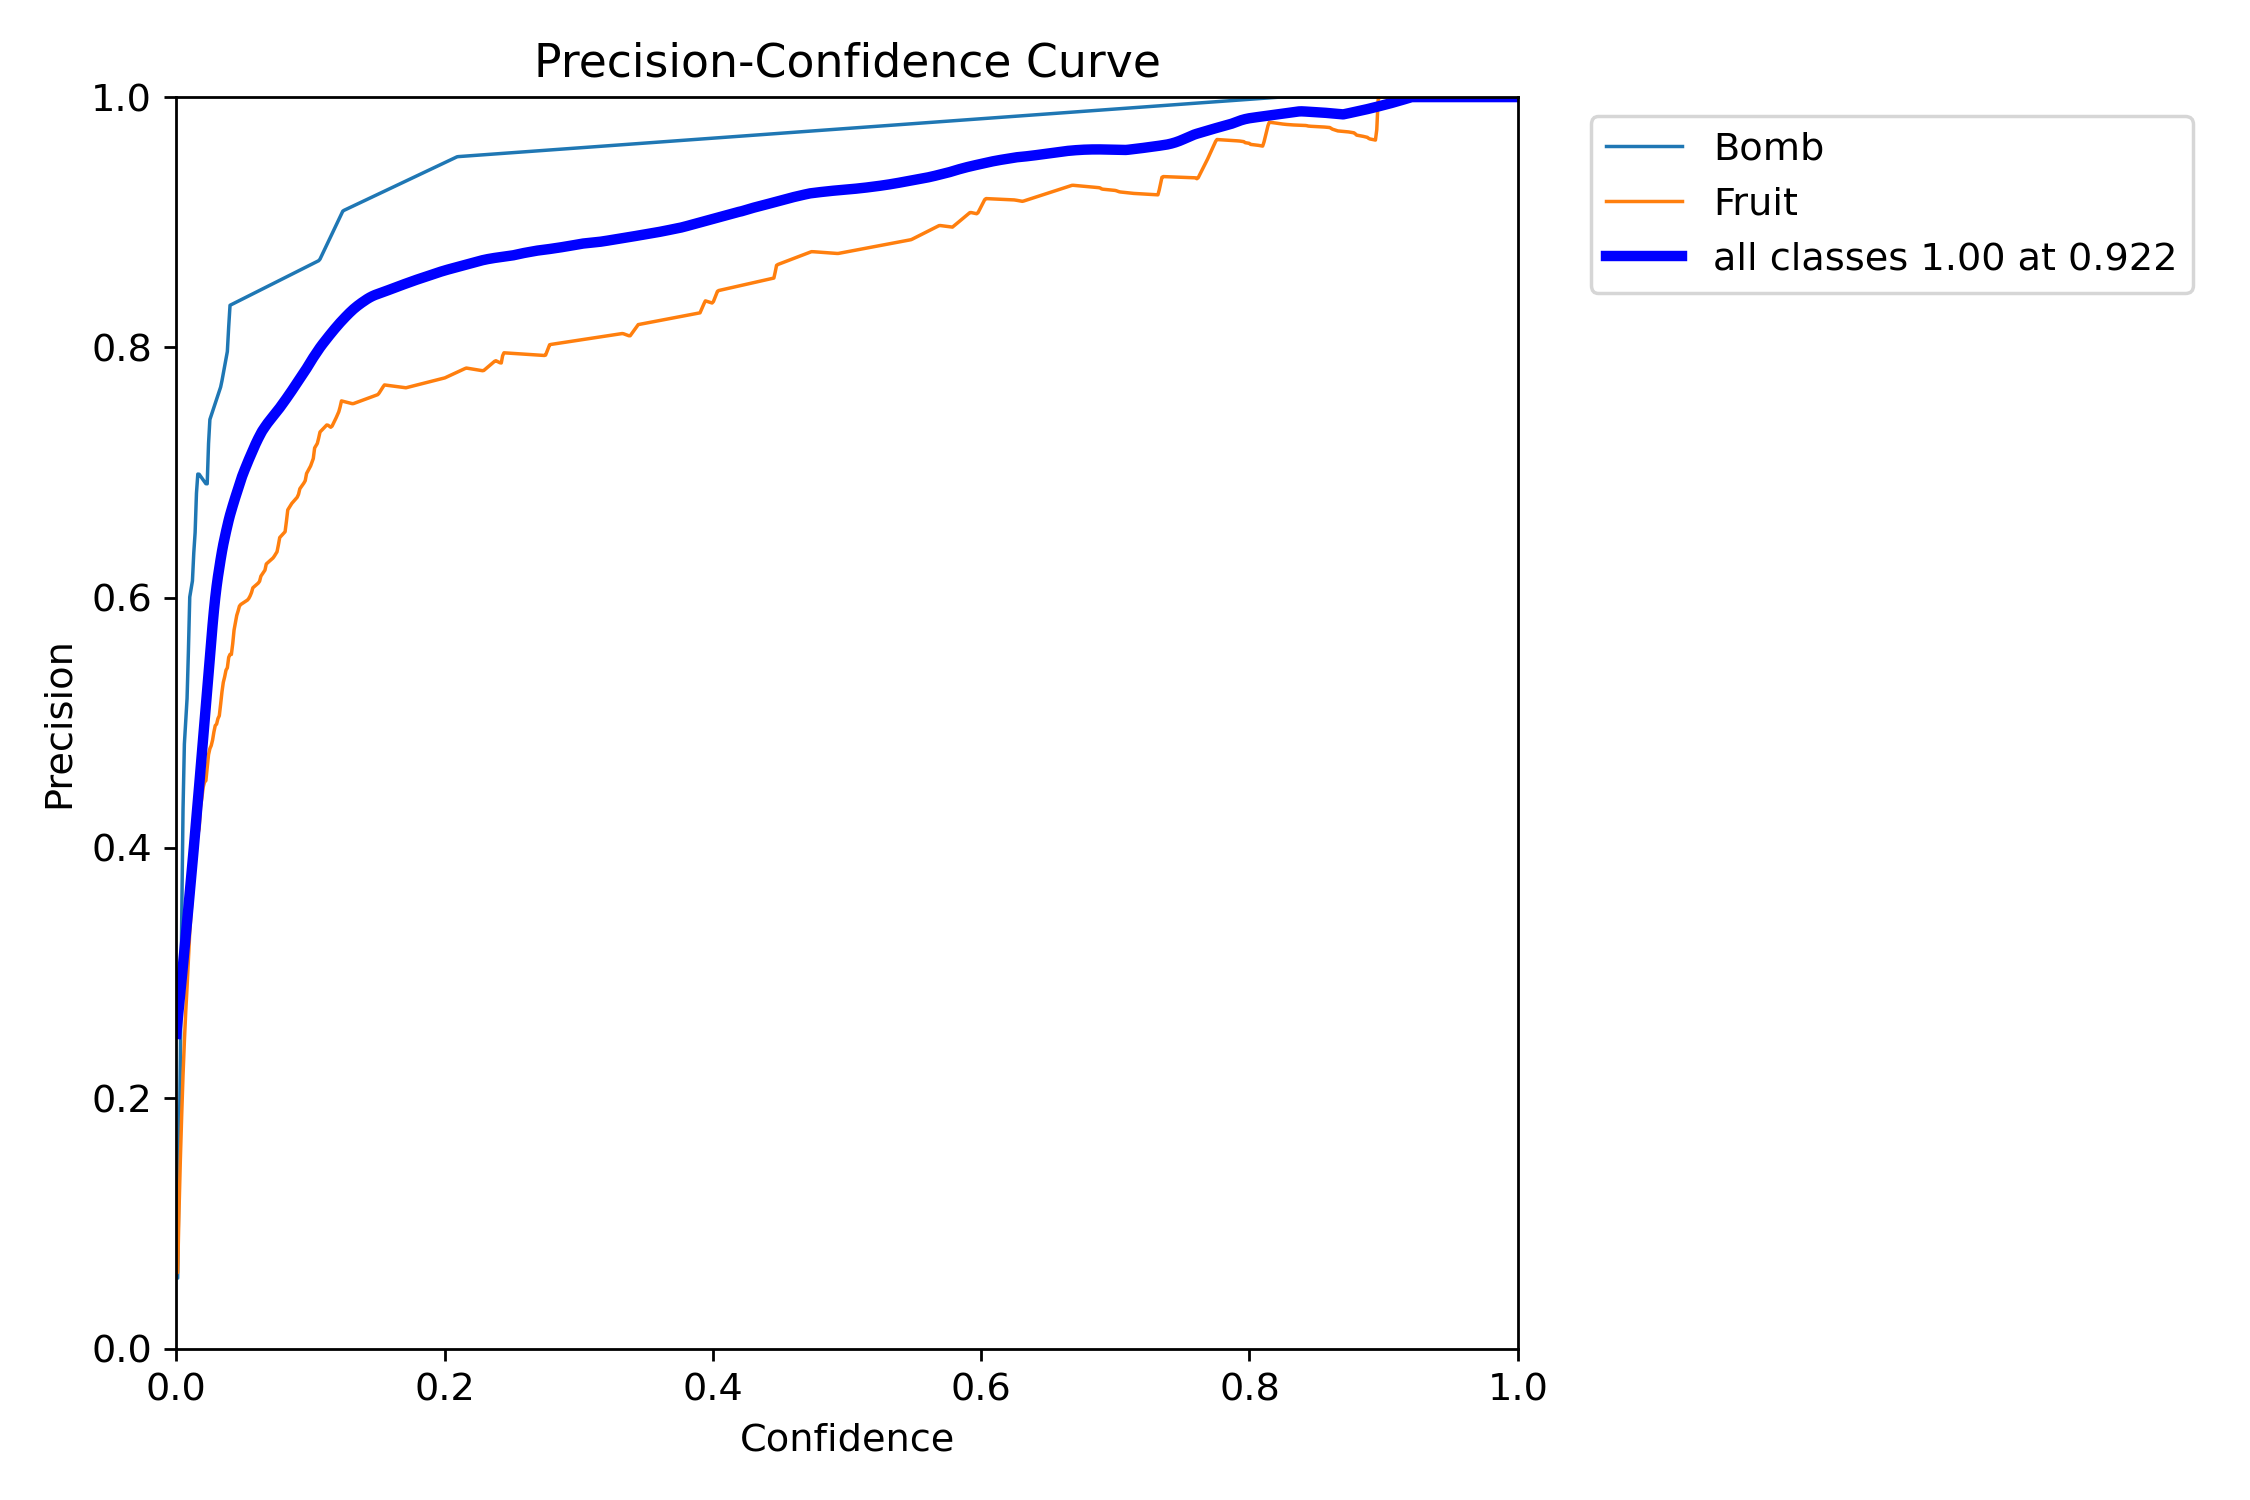 Precision-Confidence Curve
1.0
0.8
0.6
0.4
0.2
0.0
Precision
0.0 0.2 0.4 0.6 0.8 1.0
Confidence
Bomb
Fruit
all classes 1.00 at 0.922